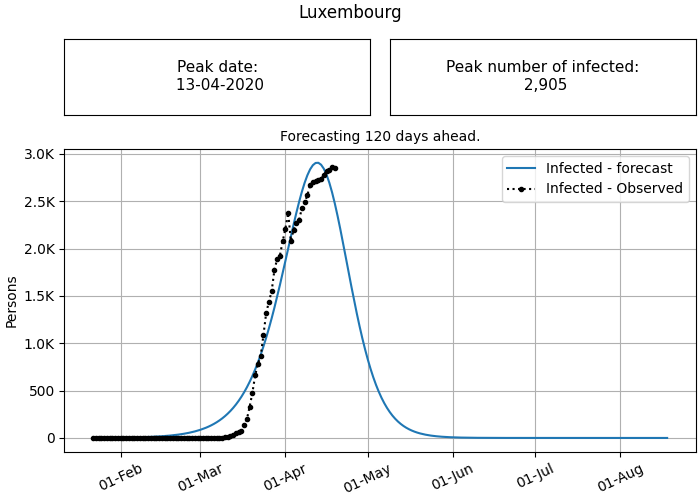 Luxembourg
Peak date:
13-04-2020
Peak number of infected:
2,905
Forecasting 120 days ahead.
Infected - forecast
Infected - Observed
3.0K
2.5K
2.0K
1.5K
1.0K
500
0
Persons
01-Feb
01-Mar
01-Apr
01-May
01-Jun
01-Jul
01-Aug